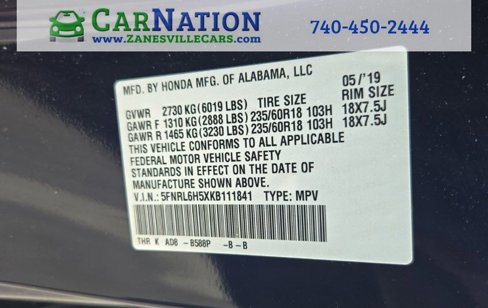 CARNATION
WWW.ZANESVILLECARS.COM
740-450-2444
MFD. BY HONDA MFG. OF ALABAMA, LLC 05/'19
GVWR 2730 KG (6019 LBS) TIRE SIZE RIM SIZE
GAWR F 1310 KG (2888 LBS) 235/60R18 103H 18X7.5J
GAWR R 1465 KG (3230 LBS) 235/60R18 103H 18X7.5J
THIS VEHICLE CONFORMS TO ALL APPLICABLE
FEDERAL MOTOR VEHICLE SAFETY
STANDARDS IN EFFECT ON THE DATE OF
MANUFACTURE SHOWN ABOVE.
V.I.N.: 5FNRL6H5XKB111841 TYPE: MPV
THR K AD8 -B588P -B-B